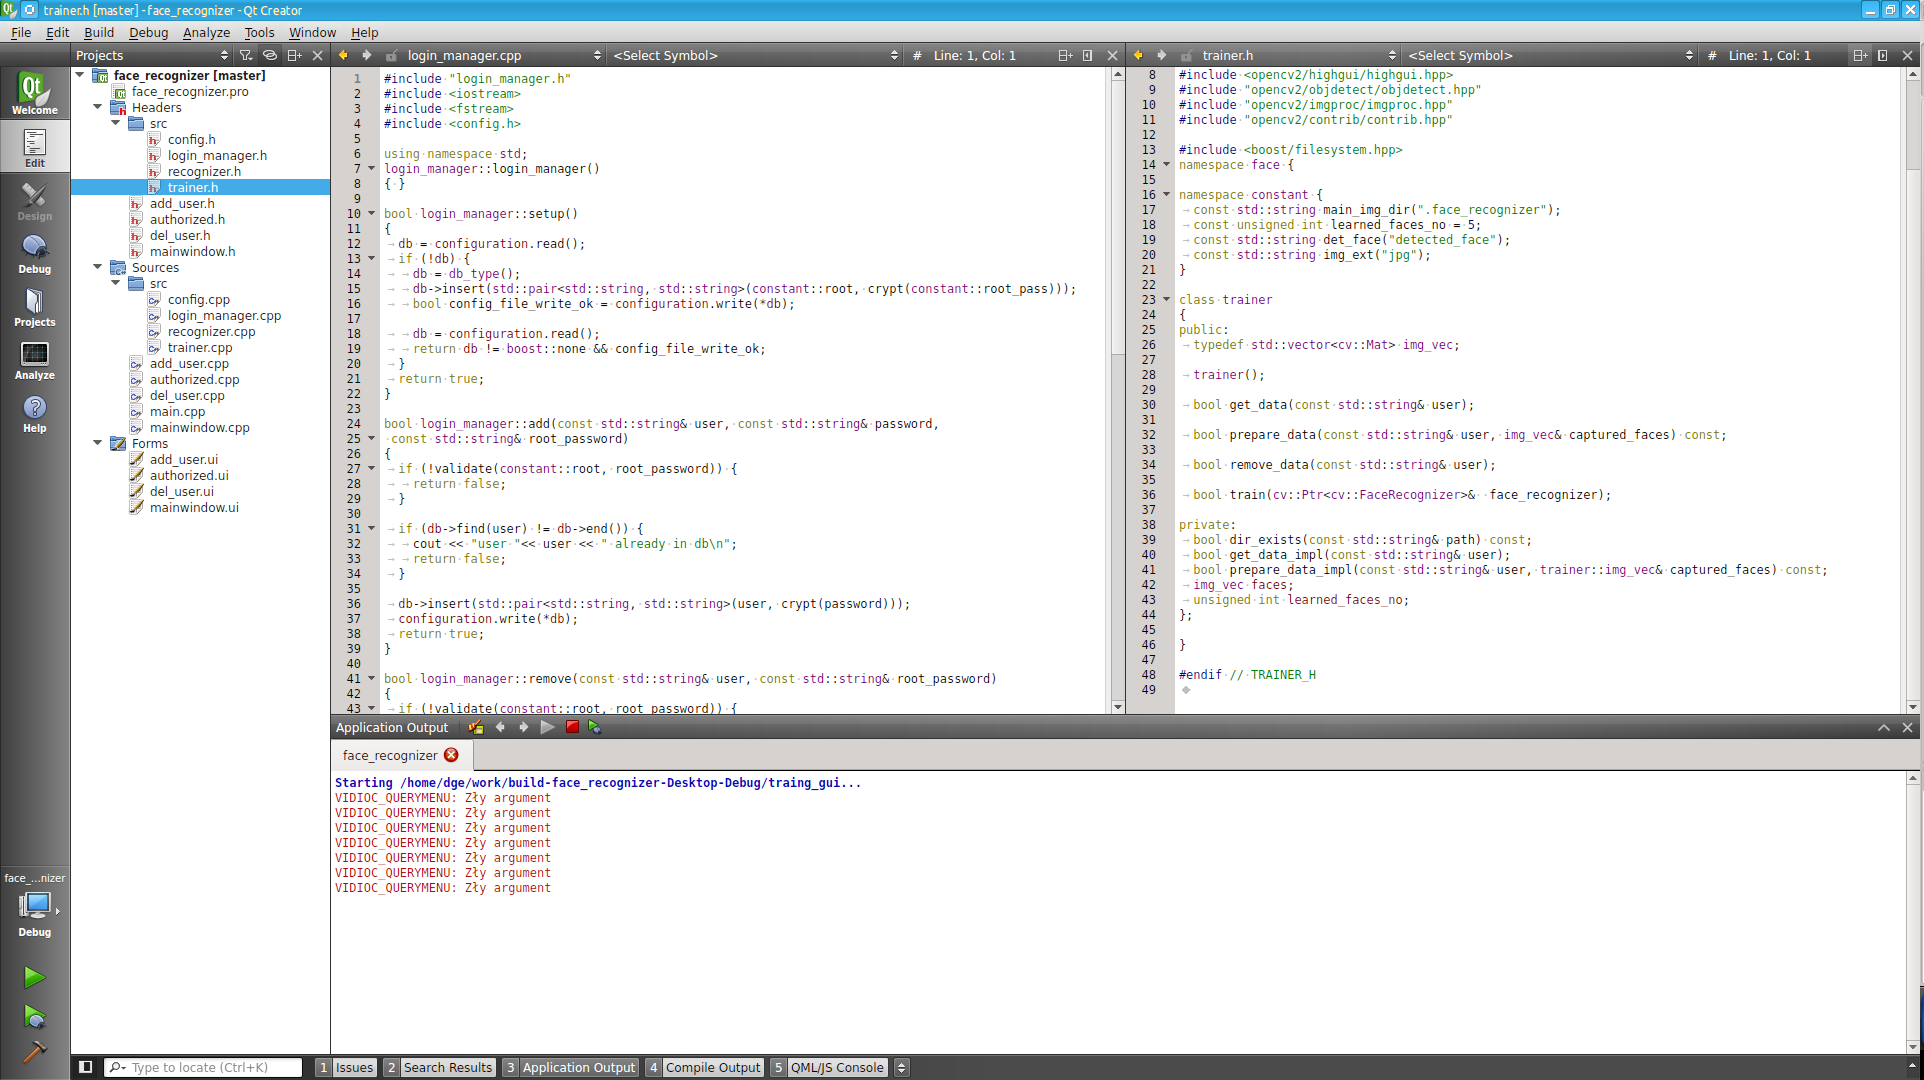 trainer.h [master] - face_recognizer - Qt Creator
File Edit Build Debug Analyze Tools Window Help
Projects
login_manager.cpp <Select Symbol> # Line: 1, Col: 1
trainer.h <Select Symbol> # Line: 1, Col: 1
Qt
Welcome
Edit
Design
Debug
Projects
Analyze
Help
face_...nizer
Debug
face_recognizer [master]
face_recognizer.pro
Headers
src
config.h
login_manager.h
recognizer.h
trainer.h
add_user.h
authorized.h
del_user.h
mainwindow.h
Sources
src
config.cpp
login_manager.cpp
recognizer.cpp
trainer.cpp
add_user.cpp
authorized.cpp
del_user.cpp
main.cpp
mainwindow.cpp
Forms
add_user.ui
authorized.ui
del_user.ui
mainwindow.ui
1 #include "login_manager.h"
2 #include <iostream>
3 #include <fstream>
4 #include <config.h>
5
6 using namespace std;
7 login_manager::login_manager()
8 { }
9
10 bool login_manager::setup()
11 {
12 db = configuration.read();
13 if (!db) {
14 db = db_type();
15 db->insert(std::pair<std::string, std::string>(constant::root, crypt(constant::root_pass)));
16 bool config_file_write_ok = configuration.write(*db);
17
18 db = configuration.read();
19 return db != boost::none && config_file_write_ok;
20 }
21 return true;
22 }
23
24 bool login_manager::add(const std::string& user, const std::string& password,
25 const std::string& root_password)
26 {
27 if (!validate(constant::root, root_password)) {
28 return false;
29 }
30
31 if (db->find(user) != db->end()) {
32 cout << "user "<< user << " already in db\n";
33 return false;
34 }
35
36 db->insert(std::pair<std::string, std::string>(user, crypt(password)));
37 configuration.write(*db);
38 return true;
39 }
40
41 bool login_manager::remove(const std::string& user, const std::string& root_password)
42 {
43 if (!validate(constant::root, root_password)) {
8 #include <opencv2/highgui/highgui.hpp>
9 #include "opencv2/objdetect/objdetect.hpp"
10 #include "opencv2/imgproc/imgproc.hpp"
11 #include "opencv2/contrib/contrib.hpp"
12
13 #include <boost/filesystem.hpp>
14 namespace face {
15
16 namespace constant {
17 const std::string main_img_dir(".face_recognizer");
18 const unsigned int learned_faces_no = 5;
19 const std::string det_face("detected_face");
20 const std::string img_ext("jpg");
21 }
22
23 class trainer
24 {
25 public:
26 typedef std::vector<cv::Mat> img_vec;
27
28 trainer();
29
30 bool get_data(const std::string& user);
31
32 bool prepare_data(const std::string& user, img_vec& captured_faces) const;
33
34 bool remove_data(const std::string& user);
35
36 bool train(cv::Ptr<cv::FaceRecognizer>& face_recognizer);
37
38 private:
39 bool dir_exists(const std::string& path) const;
40 bool get_data_impl(const std::string& user);
41 bool prepare_data_impl(const std::string& user, trainer::img_vec& captured_faces) const;
42 img_vec faces;
43 unsigned int learned_faces_no;
44 };
45
46 }
47
48 #endif // TRAINER_H
49
Application Output
face_recognizer
Starting /home/dge/work/build-face_recognizer-Desktop-Debug/traing_gui...
VIDIOC_QUERYMENU: Zły argument
VIDIOC_QUERYMENU: Zły argument
VIDIOC_QUERYMENU: Zły argument
VIDIOC_QUERYMENU: Zły argument
VIDIOC_QUERYMENU: Zły argument
VIDIOC_QUERYMENU: Zły argument
VIDIOC_QUERYMENU: Zły argument
Type to locate (Ctrl+K) 1 Issues 2 Search Results 3 Application Output 4 Compile Output 5 QML/JS Console